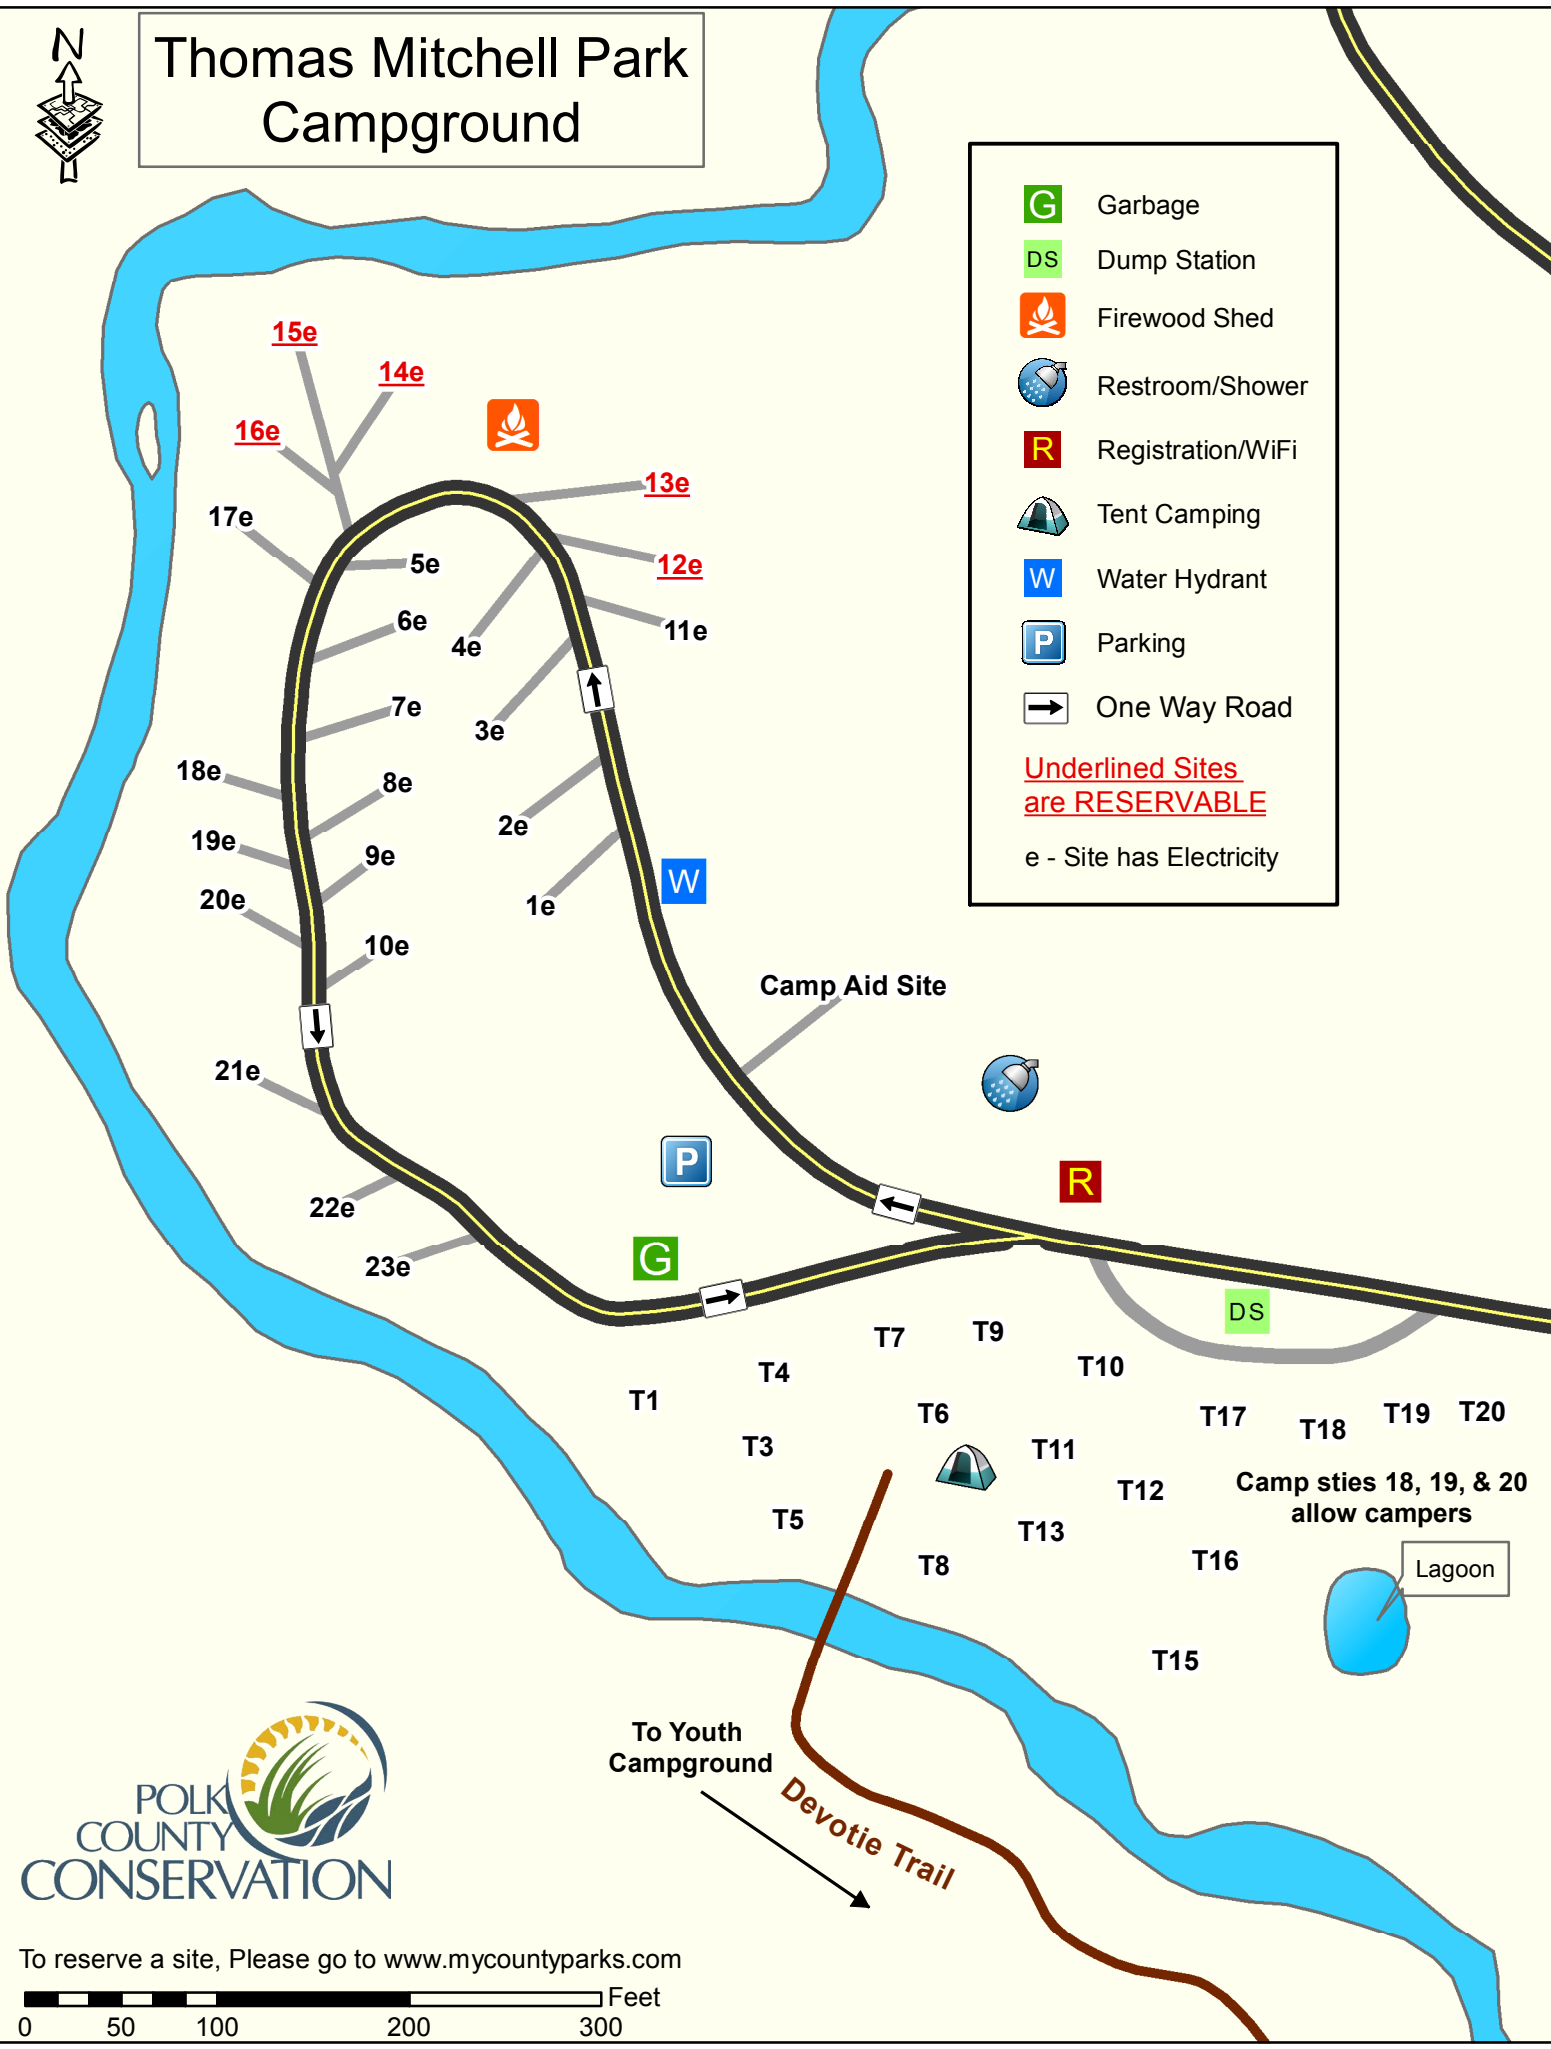 N
Thomas Mitchell Park
Campground
G Garbage
DS Dump Station
Firewood Shed
Restroom/Shower
R Registration/WiFi
Tent Camping
W Water Hydrant
P Parking
One Way Road
Underlined Sites
are RESERVABLE
e - Site has Electricity
15e
14e
16e
13e
17e
5e
12e
6e
11e
4e
7e
3e
18e
8e
2e
19e
9e
W
20e
1e
10e
Camp Aid Site
21e
P
R
22e
G
23e
DS
T7
T9
T4
T10
T1
T6
T17
T18
T19
T20
T3
T11
T12
Camp sties 18, 19, & 20
allow campers
T5
T13
T8
T16
Lagoon
T15
To Youth
Campground
Devotie Trail
POLK
COUNTY
CONSERVATION
To reserve a site, Please go to www.mycountyparks.com
Feet
0 50 100 200 300